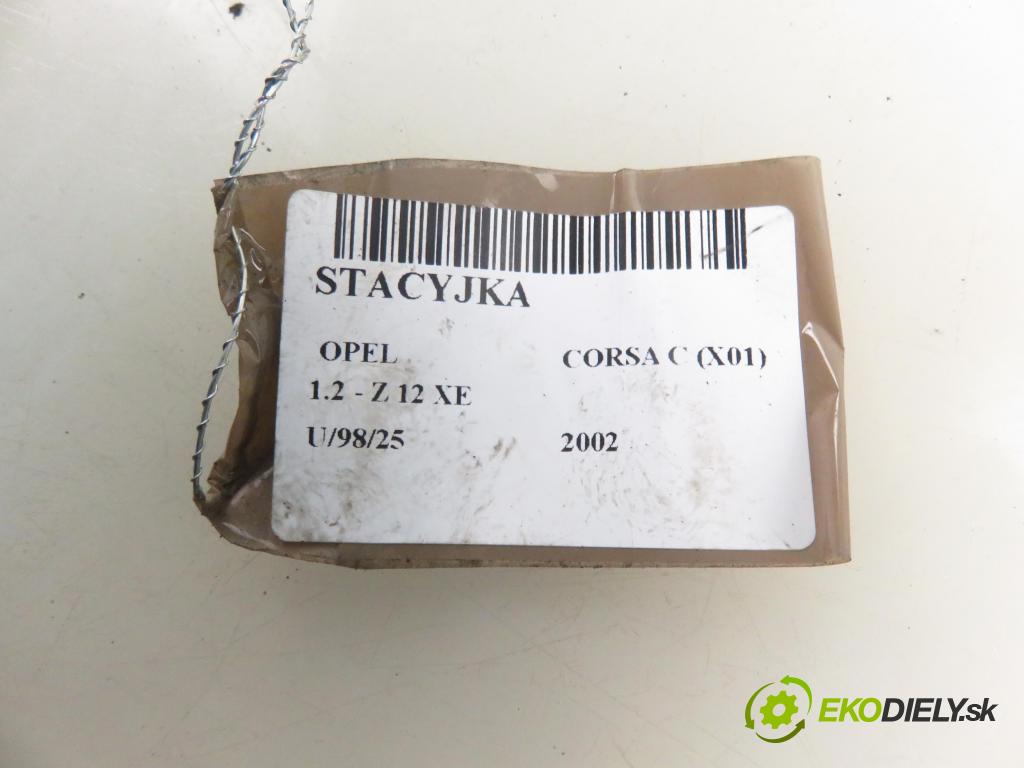 STACYJKA
OPEL CORSA C (X01)
1.2 - Z 12 XE
U/98/25 2002
EKODIELY.sk